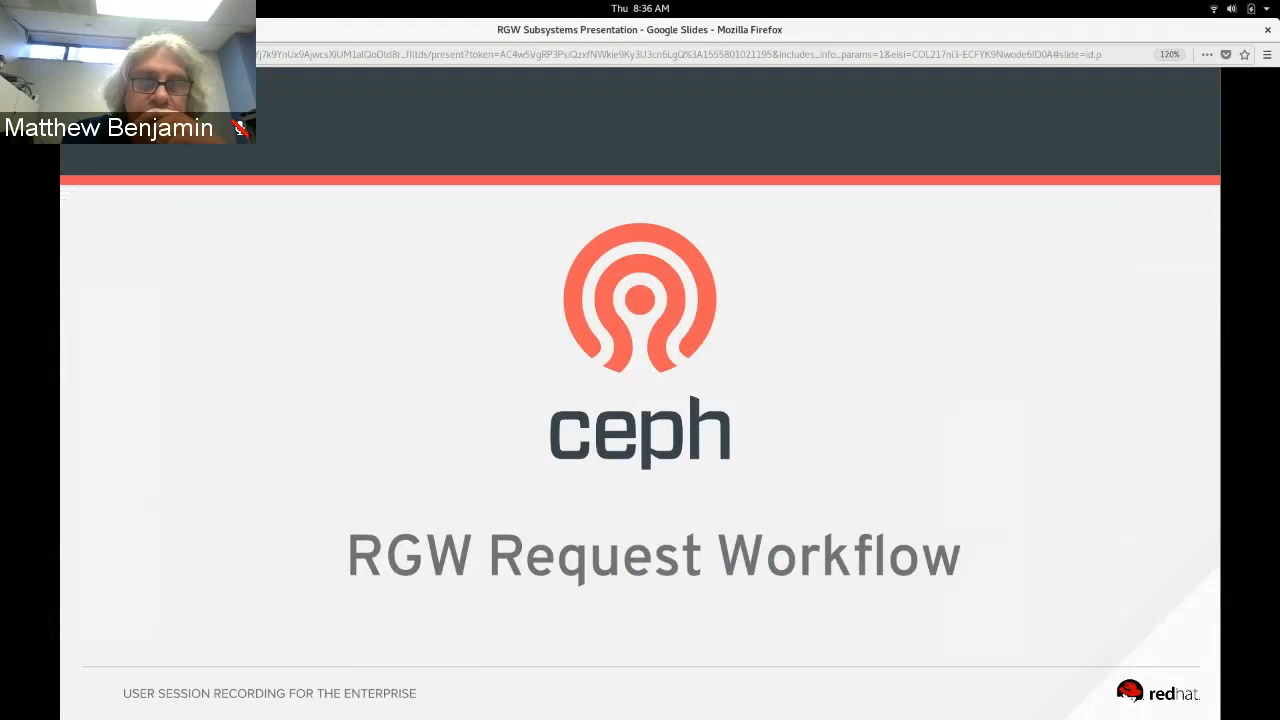 Thu 8:36 AM
RGW Subsystems Presentation - Google Slides - Mozilla Firefox
120%
Matthew Benjamin
ceph
RGW Request Workflow
USER SESSION RECORDING FOR THE ENTERPRISE
redhat.